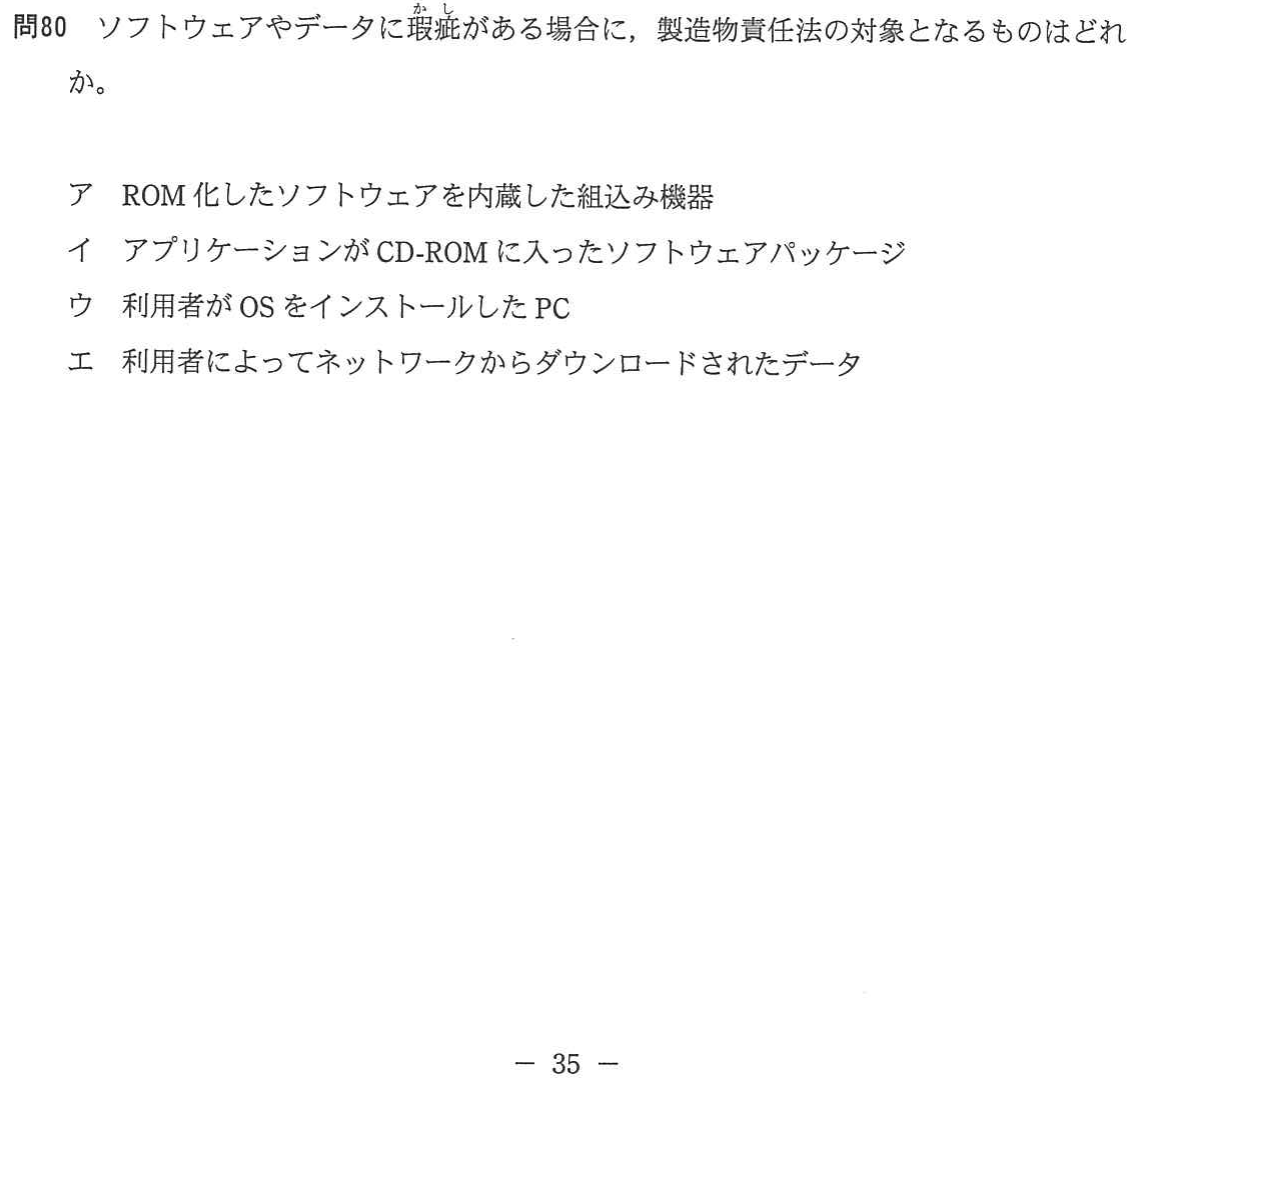 問80　ソフトウェアやデータに瑕疵がある場合に，製造物責任法の対象となるものはどれ
か。
ア　ROM 化したソフトウェアを内蔵した組込み機器
イ　アプリケーションが CD-ROM に入ったソフトウェアパッケージ
ウ　利用者が OS をインストールした PC
エ　利用者によってネットワークからダウンロードされたデータ
－ 35 －